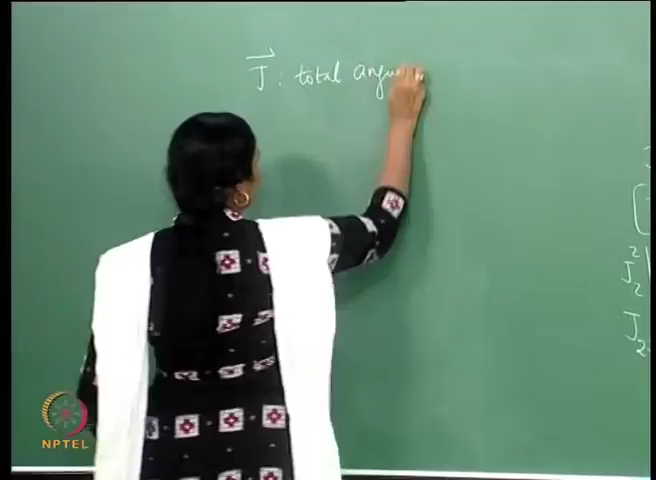 J⃗ : total angu
J₂²
J₂
NPTEL